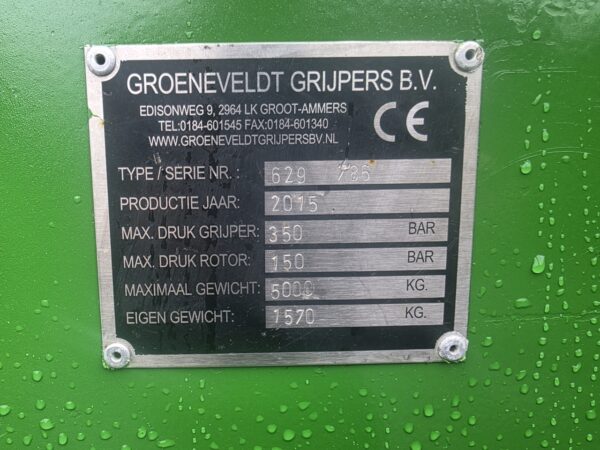 GROENEVELDT GRIJPERS B.V.
EDISONWEG 9, 2964 LK GROOT-AMMERS
TEL:0184-601545 FAX:0184-601340
WWW.GROENEVELDTGRIJPERSBV.NL
CE
TYPE / SERIE NR. : 629
PRODUCTIE JAAR: 2015
MAX. DRUK GRIJPER: 350 BAR
MAX. DRUK ROTOR: 150 BAR
MAXIMAAL GEWICHT: 5000 KG.
EIGEN GEWICHT: 1570 KG.